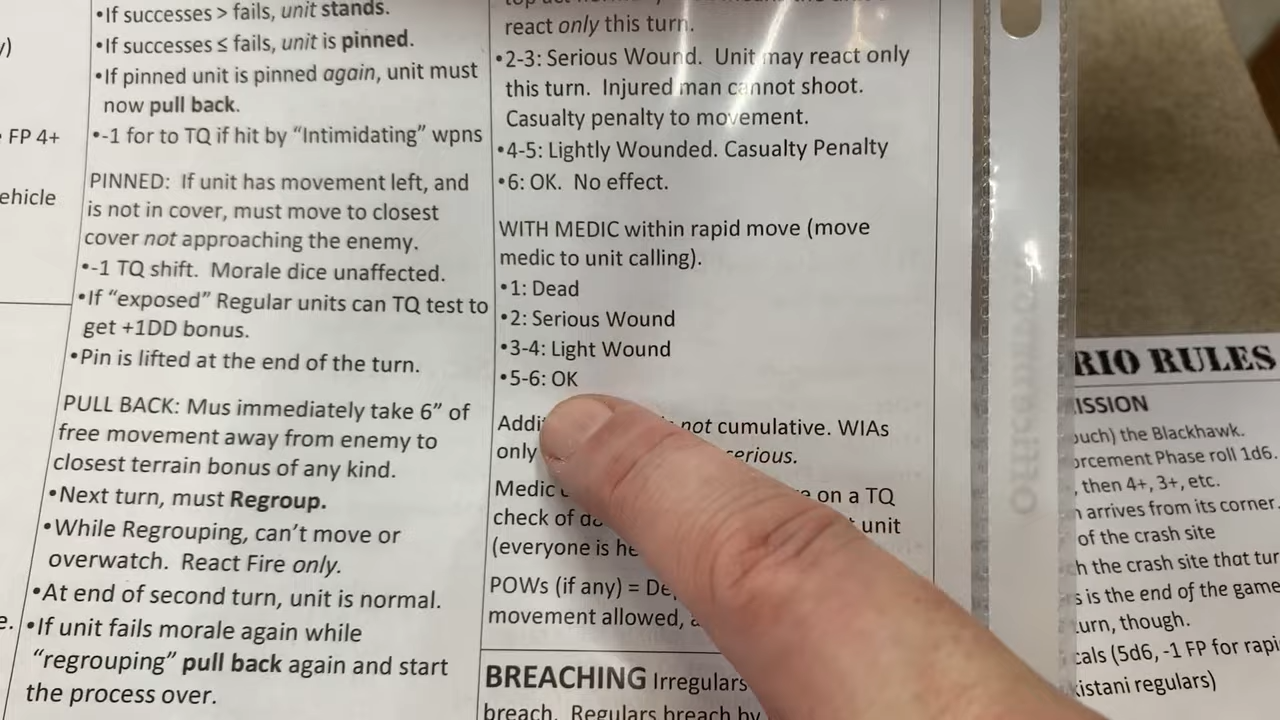 y)
FP 4+
ehicle
e.
•If successes > fails, unit stands.
•If successes ≤ fails, unit is pinned.
•If pinned unit is pinned again, unit must
now pull back.
•-1 for to TQ if hit by “Intimidating” wpns
PINNED: If unit has movement left, and
is not in cover, must move to closest
cover not approaching the enemy.
•-1 TQ shift. Morale dice unaffected.
•If “exposed” Regular units can TQ test to
get +1DD bonus.
•Pin is lifted at the end of the turn.
PULL BACK: Mus immediately take 6” of
free movement away from enemy to
closest terrain bonus of any kind.
•Next turn, must Regroup.
•While Regrouping, can’t move or
overwatch. React Fire only.
•At end of second turn, unit is normal.
•If unit fails morale again while
“regrouping” pull back again and start
the process over.
react only this turn.
•2-3: Serious Wound. Unit may react only
this turn. Injured man cannot shoot.
Casualty penalty to movement.
•4-5: Lightly Wounded. Casualty Penalty
•6: OK. No effect.
WITH MEDIC within rapid move (move
medic to unit calling).
•1: Dead
•2: Serious Wound
•3-4: Light Wound
•5-6: OK
Addi not cumulative. WIAs
only serious.
Medic on a TQ
check of unit
(everyone is he
POWs (if any) = De
movement allowed,
BREACHING Irregulars
breach. Regulars breach by
RIO RULES
ISSION
ouch) the Blackhawk.
orcement Phase roll 1d6.
, then 4+, 3+, etc.
n arrives from its corner.
of the crash site
h the crash site that tur
s is the end of the game
turn, though.
cals (5d6, -1 FP for rapi
kistani regulars)